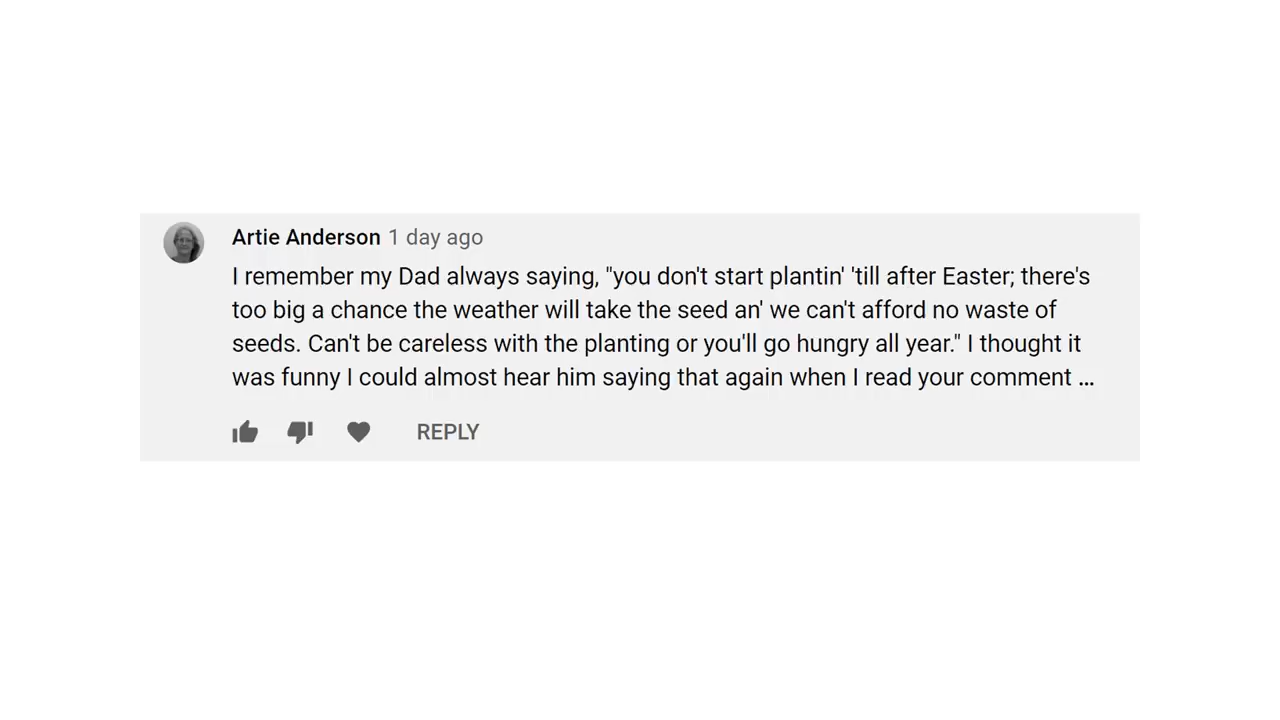 Artie Anderson 1 day ago
I remember my Dad always saying, "you don't start plantin' 'till after Easter; there's
too big a chance the weather will take the seed an' we can't afford no waste of
seeds. Can't be careless with the planting or you'll go hungry all year." I thought it
was funny I could almost hear him saying that again when I read your comment ...
REPLY